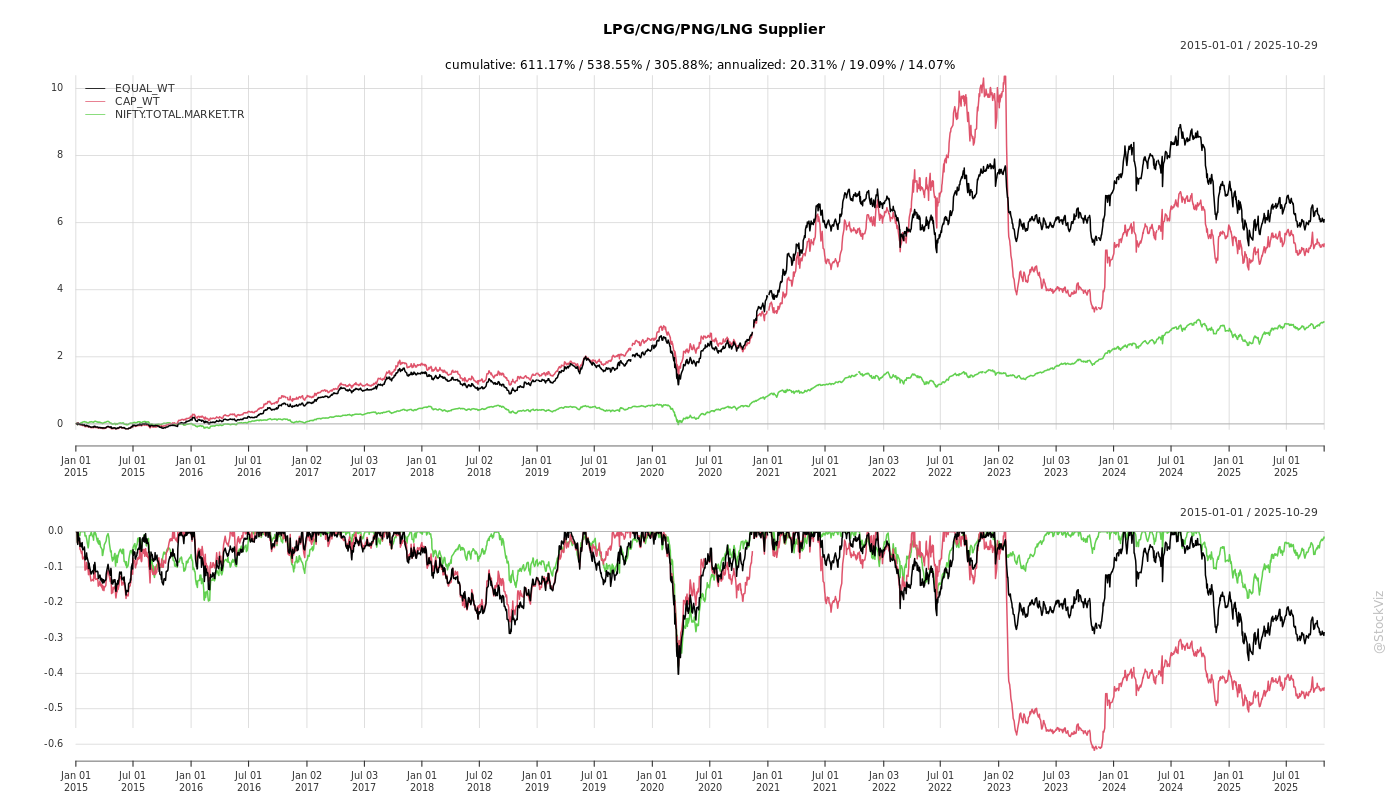 LPG/CNG/PNG/LNG Supplier
2015-01-01 / 2025-10-29
cumulative: 611.17% / 538.55% / 305.88%; annualized: 20.31% / 19.09% / 14.07%
EQUAL_WT
CAP_WT
NIFTY.TOTAL.MARKET.TR
10
8
6
4
2
0
Jan 01 Jul 01 Jan 01 Jul 01 Jan 02 Jul 03 Jan 01 Jul 02 Jan 01 Jul 01 Jan 01 Jul 01 Jan 01 Jul 01 Jan 03 Jul 01 Jan 02 Jul 03 Jan 01 Jul 01 Jan 01 Jul 01
2015 2015 2016 2016 2017 2017 2018 2018 2019 2019 2020 2020 2021 2021 2022 2022 2023 2023 2024 2024 2025 2025
2015-01-01 / 2025-10-29
0.0
-0.1
-0.2
-0.3
-0.4
-0.5
-0.6
Jan 01 Jul 01 Jan 01 Jul 01 Jan 02 Jul 03 Jan 01 Jul 02 Jan 01 Jul 01 Jan 01 Jul 01 Jan 01 Jul 01 Jan 03 Jul 01 Jan 02 Jul 03 Jan 01 Jul 01 Jan 01 Jul 01
2015 2015 2016 2016 2017 2017 2018 2018 2019 2019 2020 2020 2021 2021 2022 2022 2023 2023 2024 2024 2025 2025
@StockViz